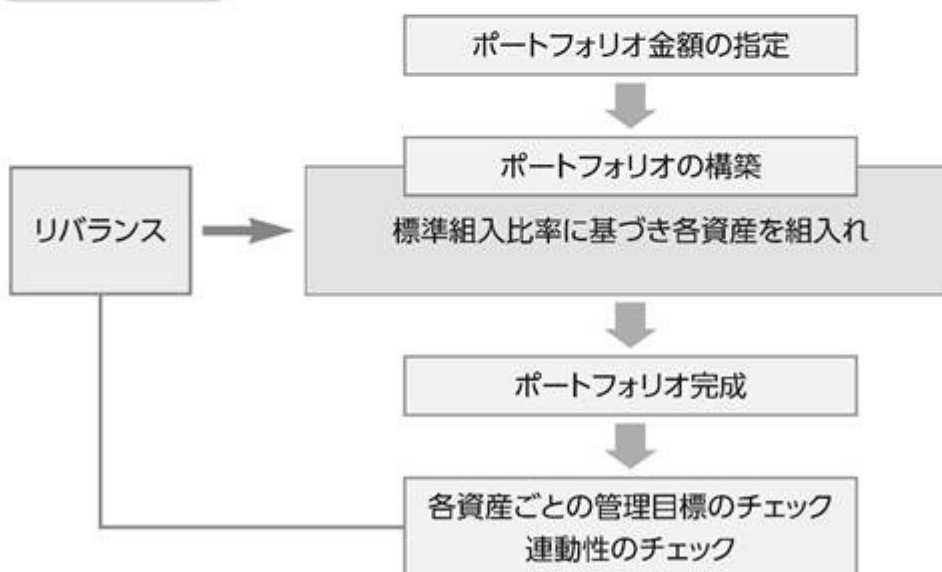 ポートフォリオ金額の指定
ポートフォリオの構築
リバランス
標準組入比率に基づき各資産を組入れ
ポートフォリオ完成
各資産ごとの管理目標のチェック
連動性のチェック